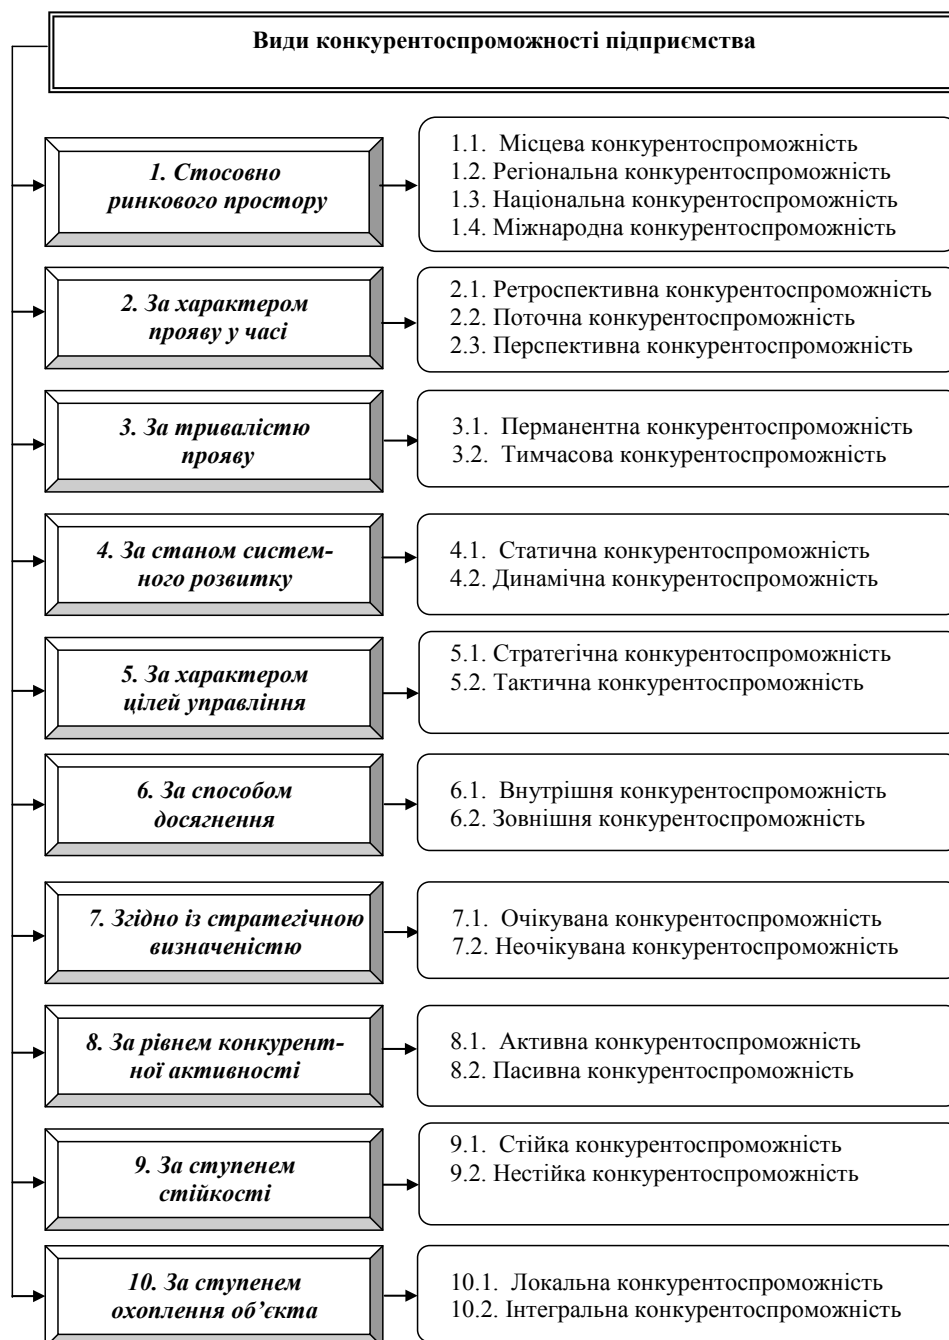 Види конкурентоспроможності підприємства
1. Стосовно
ринкового простору
1.1. Місцева конкурентоспроможність
1.2. Регіональна конкурентоспроможність
1.3. Національна конкурентоспроможність
1.4. Міжнародна конкурентоспроможність
2. За характером
прояву у часі
2.1. Ретроспективна конкурентоспроможність
2.2. Поточна конкурентоспроможність
2.3. Перспективна конкурентоспроможність
3. За тривалістю
прояву
3.1. Перманентна конкурентоспроможність
3.2. Тимчасова конкурентоспроможність
4. За станом систем-
ного розвитку
4.1. Статична конкурентоспроможність
4.2. Динамічна конкурентоспроможність
5. За характером
цілей управління
5.1. Стратегічна конкурентоспроможність
5.2. Тактична конкурентоспроможність
6. За способом
досягнення
6.1. Внутрішня конкурентоспроможність
6.2. Зовнішня конкурентоспроможність
7. Згідно із стратегічною
визначеністю
7.1. Очікувана конкурентоспроможність
7.2. Неочікувана конкурентоспроможність
8. За рівнем конкурент-
ної активності
8.1. Активна конкурентоспроможність
8.2. Пасивна конкурентоспроможність
9. За ступенем
стійкості
9.1. Стійка конкурентоспроможність
9.2. Нестійка конкурентоспроможність
10. За ступенем
охоплення об’єкта
10.1. Локальна конкурентоспроможність
10.2. Інтегральна конкурентоспроможність